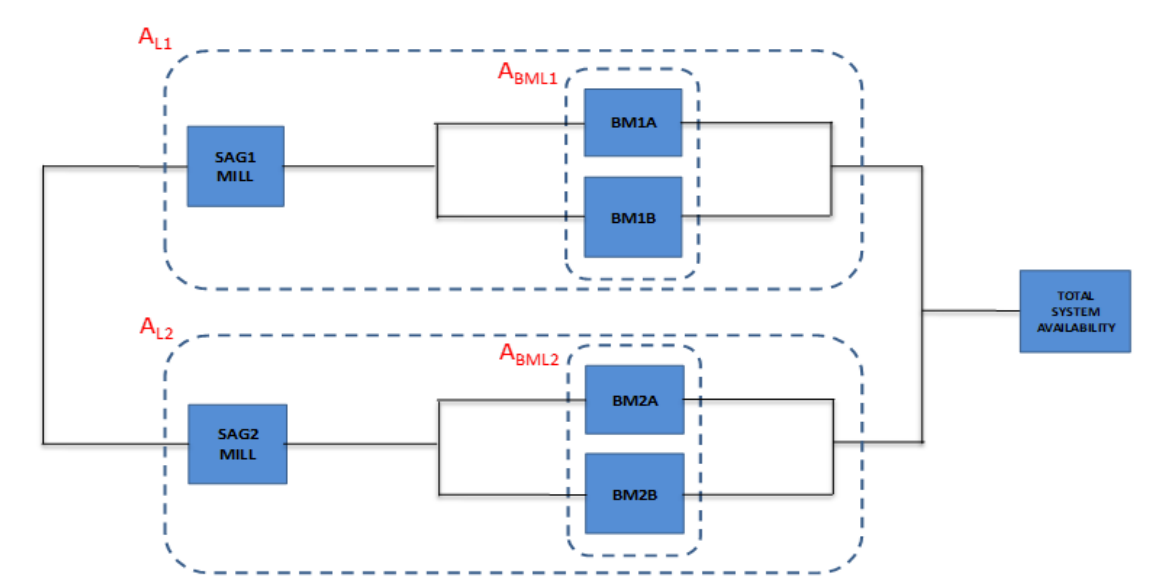 A_L1
A_BML1
BM1A
SAG1
MILL
BM1B
TOTAL
SYSTEM
AVAILABILITY
A_L2
A_BML2
BM2A
SAG2
MILL
BM2B